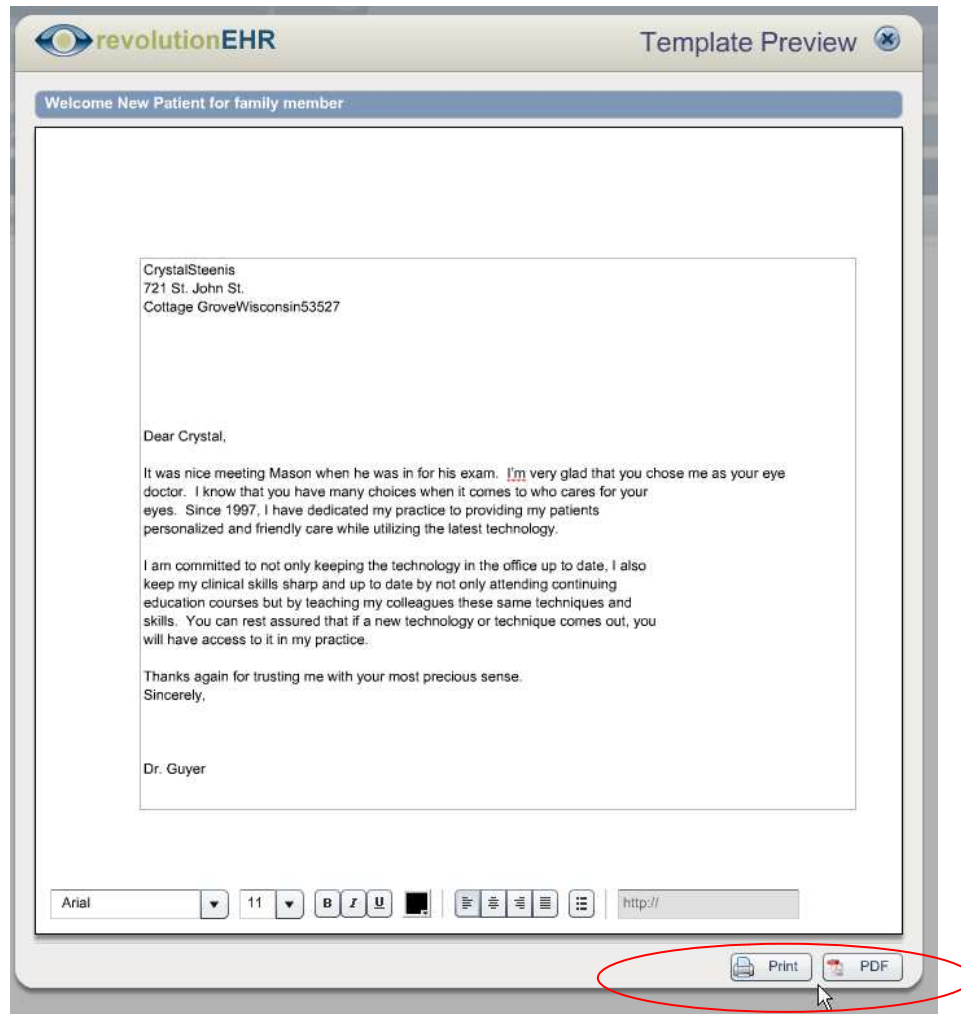 revolutionEHR
Template Preview
Welcome New Patient for family member
CrystalSteenis
721 St. John St.
Cottage GroveWisconsin53527
Dear Crystal,
It was nice meeting Mason when he was in for his exam.  I'm very glad that you chose me as your eye
doctor.  I know that you have many choices when it comes to who cares for your
eyes.  Since 1997, I have dedicated my practice to providing my patients
personalized and friendly care while utilizing the latest technology.
I am committed to not only keeping the technology in the office up to date, I also
keep my clinical skills sharp and up to date by not only attending continuing
education courses but by teaching my colleagues these same techniques and
skills.  You can rest assured that if a new technology or technique comes out, you
will have access to it in my practice.
Thanks again for trusting me with your most precious sense.
Sincerely,
Dr. Guyer
Arial 11 B I U http://
Print PDF